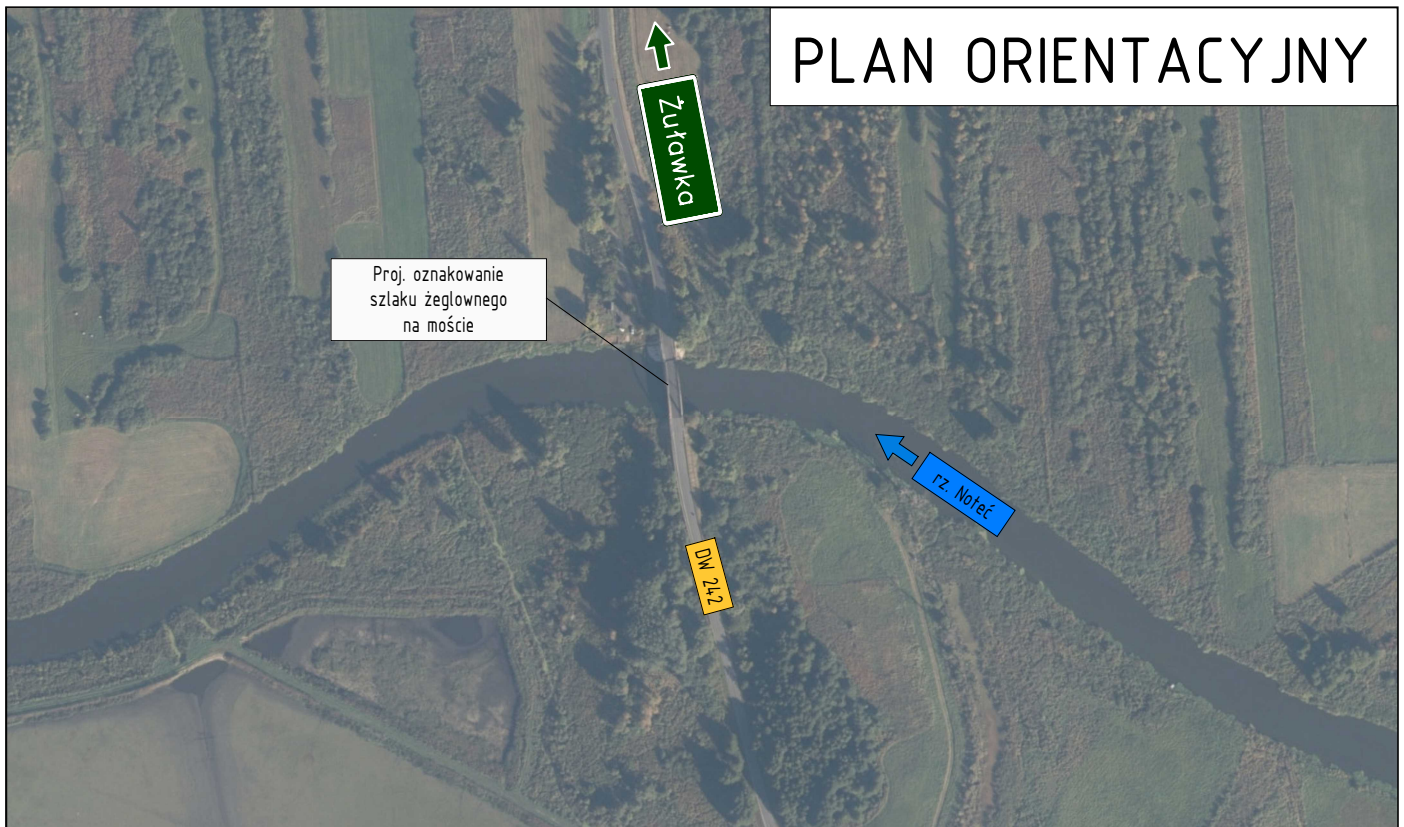 PLAN ORIENTACYJNY
Żuławka
Proj. oznakowanie
szlaku żeglownego
na moście
rz. Noteć
DW 242